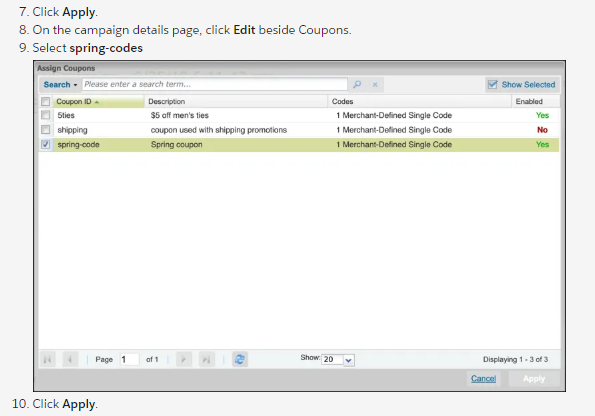 7. Click Apply.
8. On the campaign details page, click Edit beside Coupons.
9. Select spring-codes
Assign Coupons
Search Please enter a search term... Show Selected
Coupon ID Description Codes Enabled
5ties $5 off men's ties 1 Merchant-Defined Single Code Yes
shipping coupon used with shipping promotions 1 Merchant-Defined Single Code No
spring-code Spring coupon 1 Merchant-Defined Single Code Yes
Page 1 of 1 Show: 20 Displaying 1 - 3 of 3
Cancel Apply
10. Click Apply.